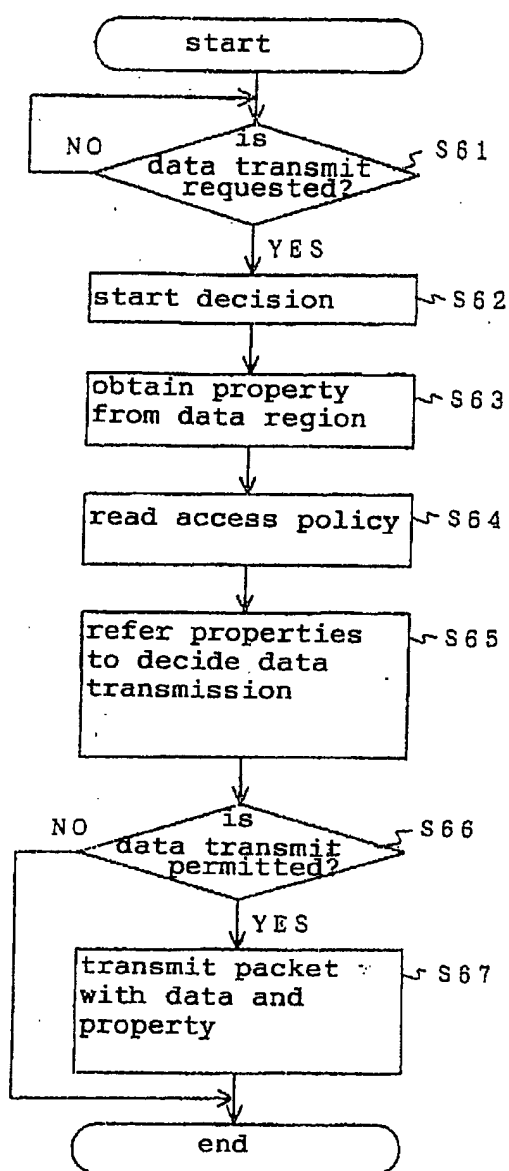 start
is
data transmit
requested?
NO
S61
YES
start decision
S62
obtain property
from data region
S63
read access policy
S64
refer properties
to decide data
transmission
S65
is
data transmit
permitted?
NO
S66
YES
transmit packet
with data and
property
S67
end